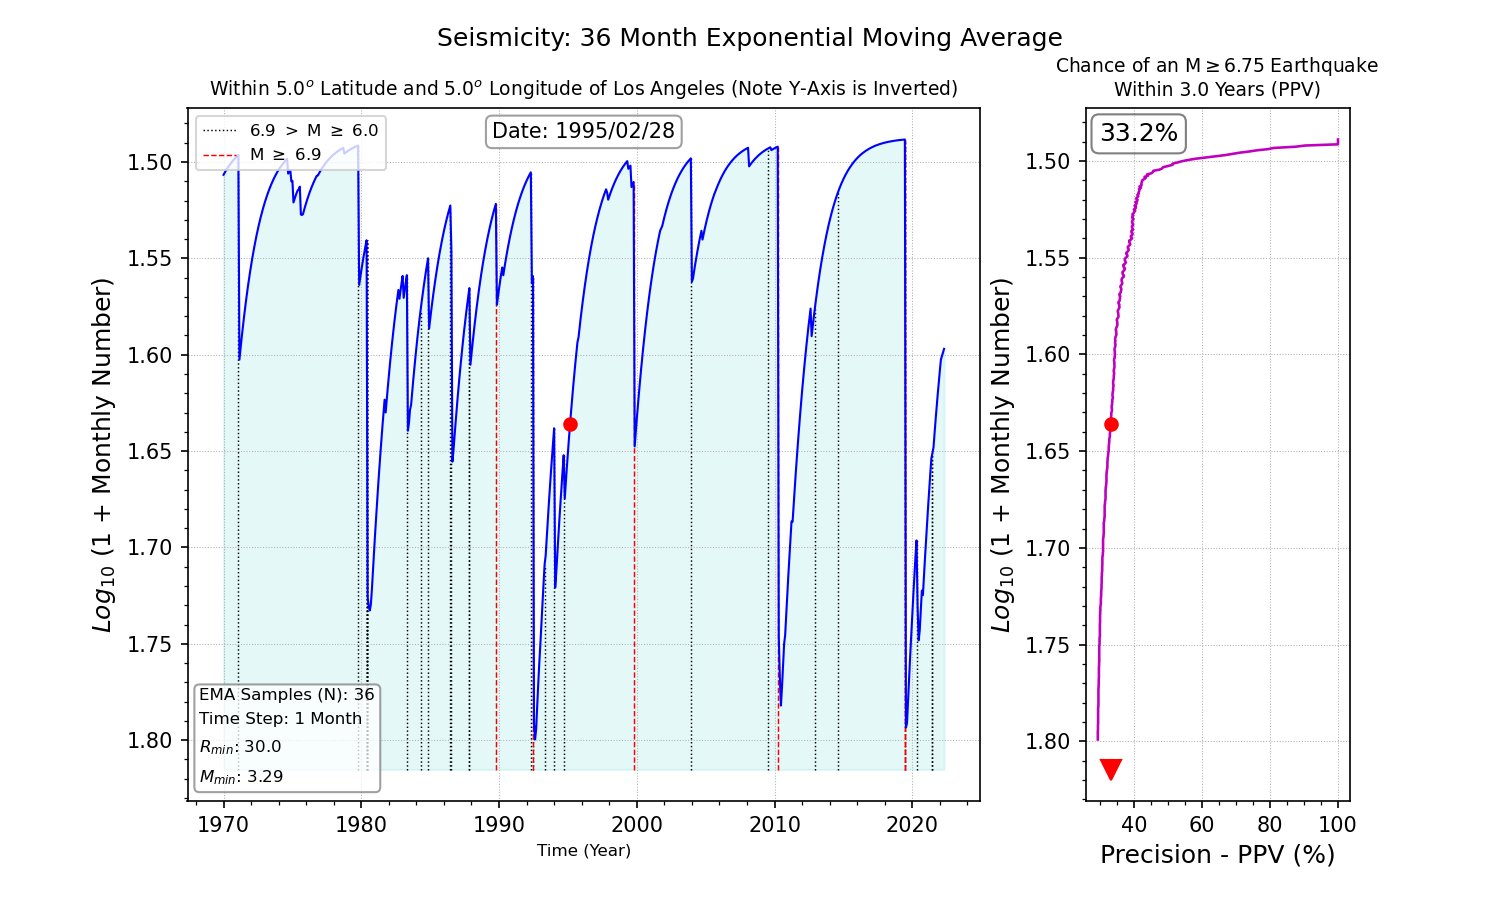 Seismicity: 36 Month Exponential Moving Average
Within 5.0° Latitude and 5.0° Longitude of Los Angeles (Note Y-Axis is Inverted)
Chance of an M ≥ 6.75 Earthquake
Within 3.0 Years (PPV)
6.9 > M ≥ 6.0
M ≥ 6.9
Date: 1995/02/28
33.2%
1.50
1.55
1.60
1.65
1.70
1.75
1.80
Log10 (1 + Monthly Number)
EMA Samples (N): 36
Time Step: 1 Month
Rmin: 30.0
Mmin: 3.29
1970 1980 1990 2000 2010 2020
Time (Year)
1.50
1.55
1.60
1.65
1.70
1.75
1.80
Log10 (1 + Monthly Number)
40 60 80 100
Precision - PPV (%)